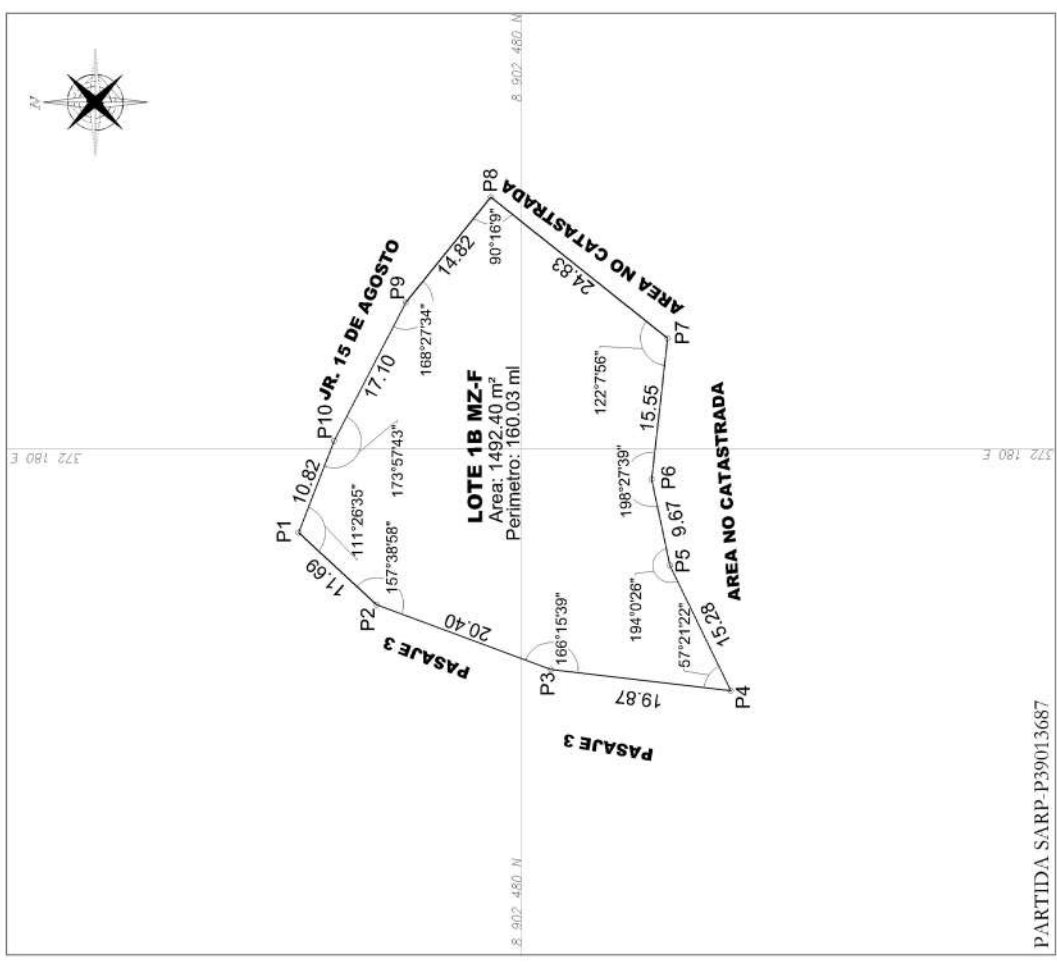 N
8 902 480 N
372 180 E
P1
10.82
P10
JR. 15 DE AGOSTO
17.10
P9
14.82
P8
90°16'9"
168°27'34"
173°57'43"
111°26'35"
11.69
P2
157°38'58"
20.40
PASAJE 3
P3
166°15'39"
19.87
PASAJE 3
P4
57°21'22"
15.28
P5
194°0'26"
9.67
P6
198°27'39"
15.55
P7
122°7'56"
24.83
AREA NO CATASTRADA
AREA NO CATASTRADA
LOTE 1B MZ-F
Area: 1492.40 m²
Perimetro: 160.03 ml
8 902 480 N
372 180 E
PARTIDA SARP-P39013687